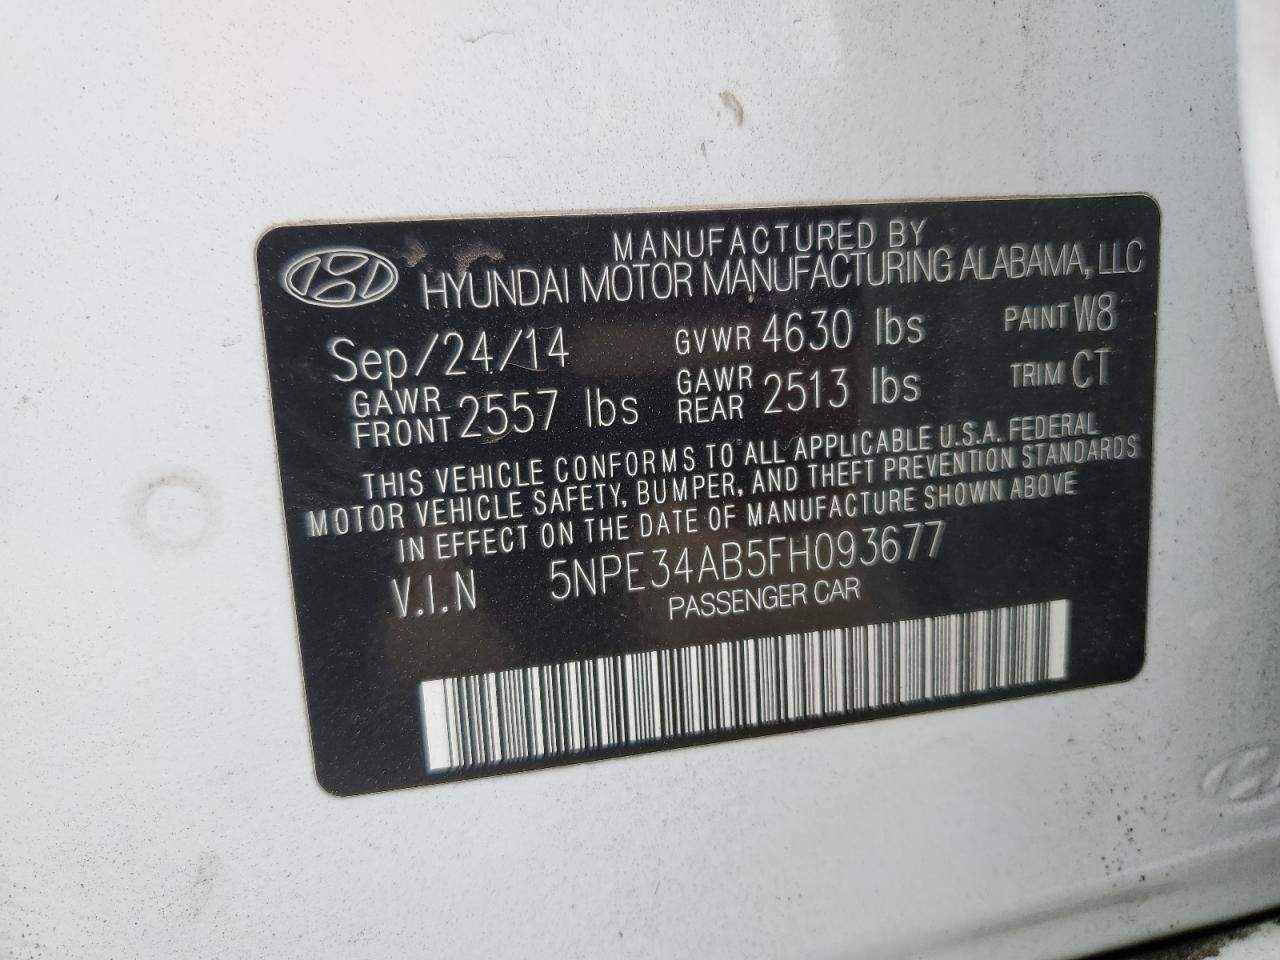 MANUFACTURED BY
HYUNDAI MOTOR MANUFACTURING ALABAMA, LLC
Sep/24/14 GVWR 4630 lbs PAINT W8
GAWR FRONT 2557 lbs GAWR REAR 2513 lbs TRIM CT
THIS VEHICLE CONFORMS TO ALL APPLICABLE U.S.A. FEDERAL
MOTOR VEHICLE SAFETY, BUMPER, AND THEFT PREVENTION STANDARDS
IN EFFECT ON THE DATE OF MANUFACTURE SHOWN ABOVE
V.I.N 5NPE34AB5FH093677
PASSENGER CAR